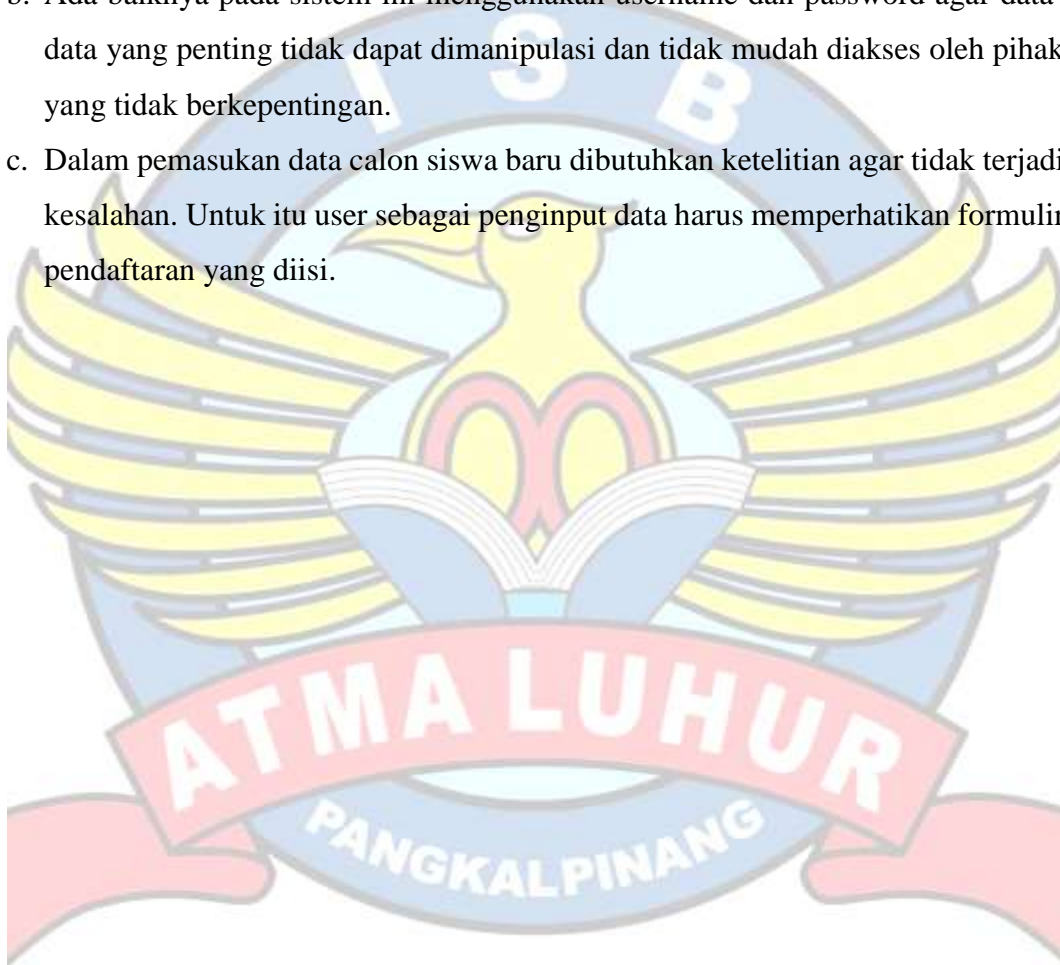 b. Ada baiknya pada sistem ini menggunakan username dan password agar data
data yang penting tidak dapat dimanipulasi dan tidak mudah diakses oleh pihak
yang tidak berkepentingan.
c. Dalam pemasukan data calon siswa baru dibutuhkan ketelitian agar tidak terjadi
kesalahan. Untuk itu user sebagai penginput data harus memperhatikan formulir
pendaftaran yang diisi.
I S B
ATMA LUHUR
PANGKALPINANG